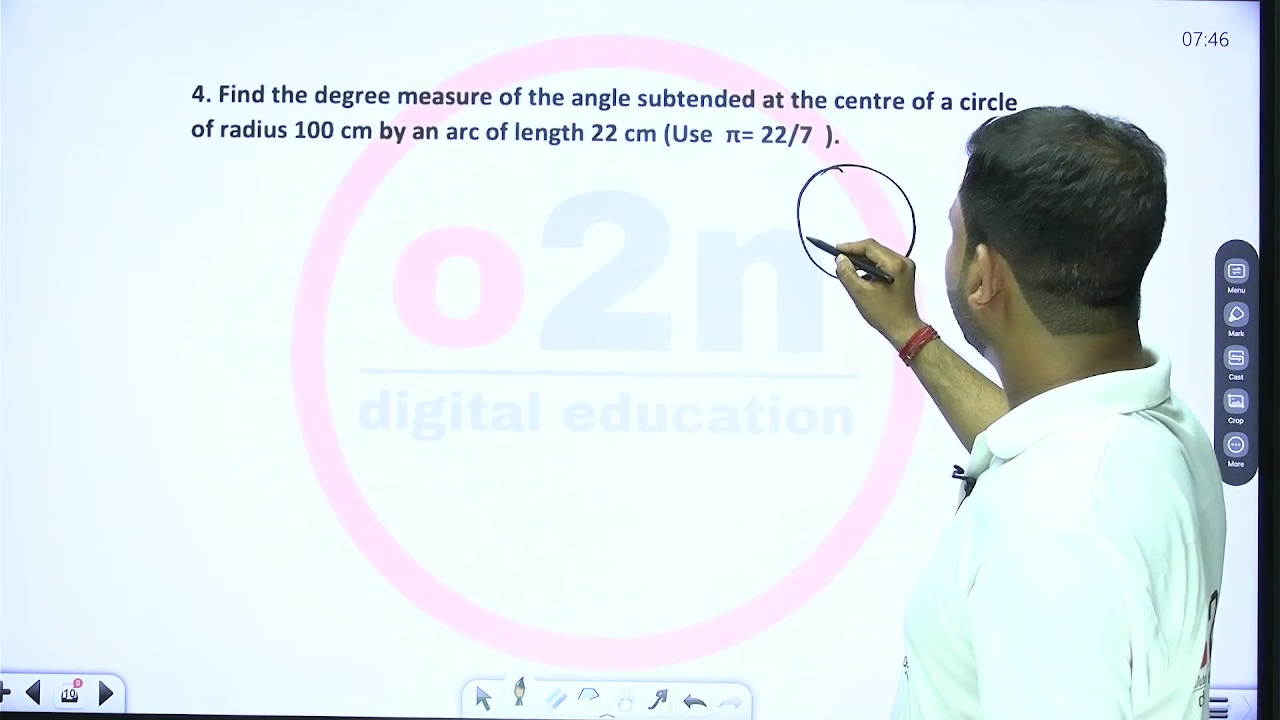 07:46
4. Find the degree measure of the angle subtended at the centre of a circle
of radius 100 cm by an arc of length 22 cm (Use π= 22/7 ).
o2n
digital education
Menu
Mark
Cast
Crop
More
10